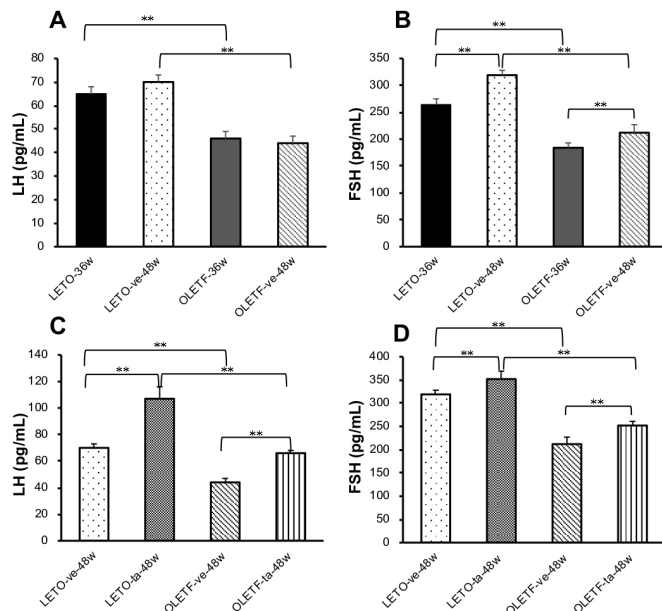 A
**
**
80
70
60
50
40
30
20
10
0
LH (pg/mL)
LETO-36w
LETO-ve-48w
OLETF-36w
OLETF-ve-48w
B
**
**
**
**
350
300
250
200
150
100
50
0
FSH (pg/mL)
LETO-36w
LETO-ve-48w
OLETF-36w
OLETF-ve-48w
C
**
**
**
**
140
120
100
80
60
40
20
0
LH (pg/mL)
LETO-ve-48w
LETO-ta-48w
OLETF-ve-48w
OLETF-ta-48w
D
**
**
**
**
400
350
300
250
200
150
100
50
0
FSH (pg/mL)
LETO-ve-48w
LETO-ta-48w
OLETF-ve-48w
OLETF-ta-48w